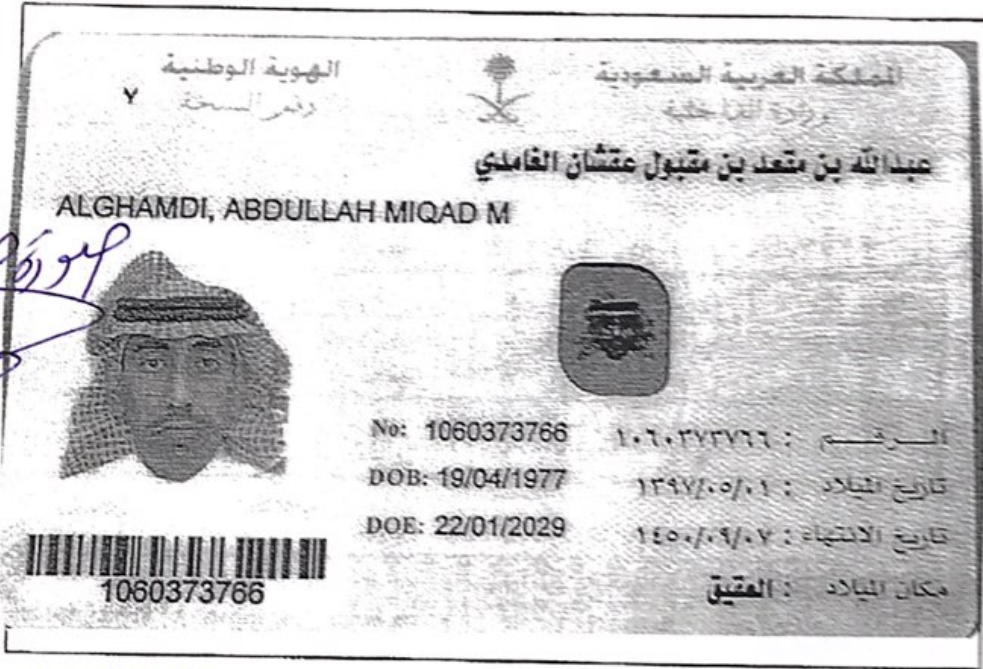 المملكة العربية السعودية
وزارة الداخلية
الهوية الوطنية
رقم النسخة ٢
عبدالله بن متعد بن مقبول عقشان الغامدي
ALGHAMDI, ABDULLAH MIQAD M
صورة
No: 1060373766
الرقم : ١٠٦٠٣٧٣٧٦٦
DOB: 19/04/1977
تاريخ الميلاد : ١٣٩٧/٠٥/٠١
DOE: 22/01/2029
تاريخ الانتهاء : ١٤٥٠/٠٩/٠٧
مكان الميلاد : العقيق
1060373766